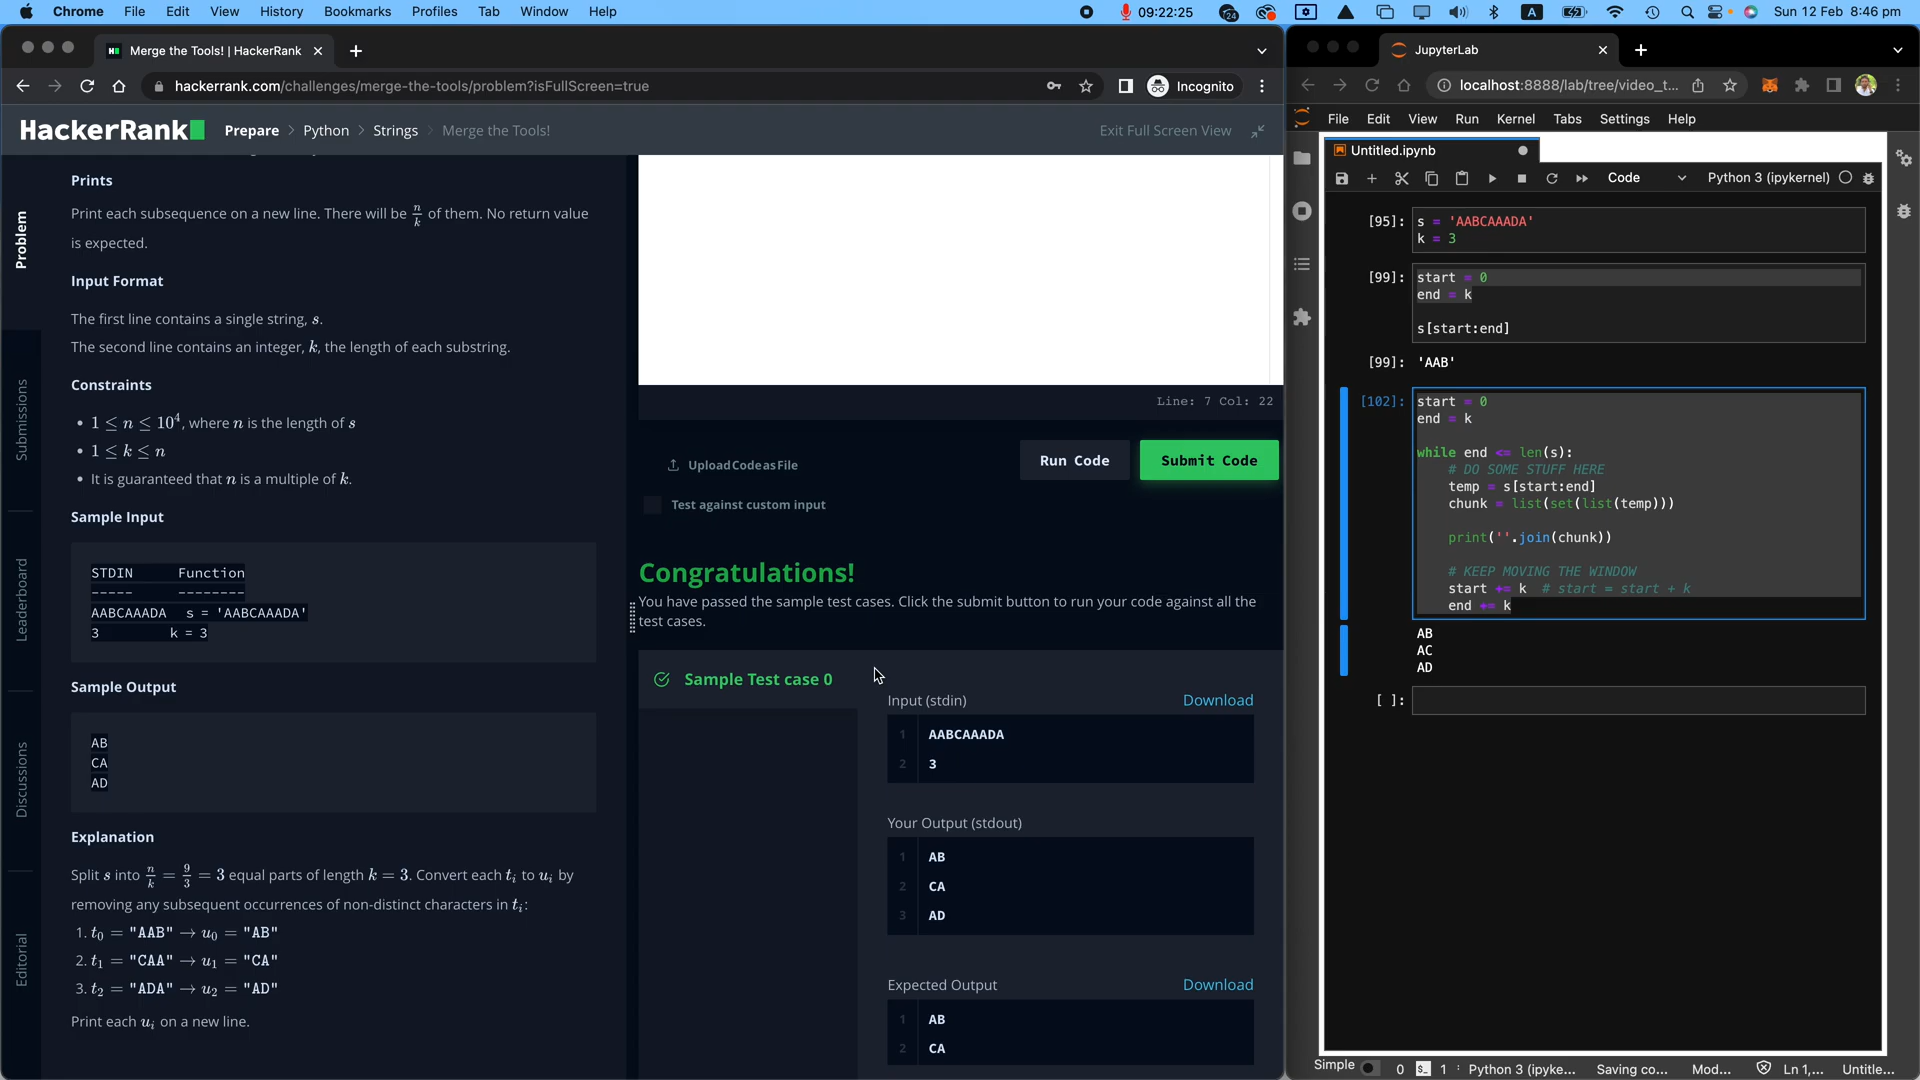 Chrome File Edit View History Bookmarks Profiles Tab Window Help 09:22:25 24 A Sun 12 Feb 8:46 pm
Merge the Tools! | HackerRank
hackerrank.com/challenges/merge-the-tools/problem?isFullScreen=true
Incognito
HackerRank Prepare > Python > Strings > Merge the Tools!
Exit Full Screen View
Problem
Submissions
Leaderboard
Discussions
Editorial
Prints
Print each subsequence on a new line. There will be n/k of them. No return value
is expected.
Input Format
The first line contains a single string, s.
The second line contains an integer, k, the length of each substring.
Constraints
• 1 ≤ n ≤ 10⁴, where n is the length of s
• 1 ≤ k ≤ n
• It is guaranteed that n is a multiple of k.
Sample Input
STDIN Function
----- --------
AABCAAADA s = 'AABCAAADA'
3 k = 3
Sample Output
AB
CA
AD
Explanation
Split s into n/k = 9/3 = 3 equal parts of length k = 3. Convert each tᵢ to uᵢ by
removing any subsequent occurrences of non-distinct characters in tᵢ:
1. t₀ = "AAB" → u₀ = "AB"
2. t₁ = "CAA" → u₁ = "CA"
3. t₂ = "ADA" → u₂ = "AD"
Print each uᵢ on a new line.
Line: 7 Col: 22
Upload Code as File
Run Code
Submit Code
Test against custom input
Congratulations!
You have passed the sample test cases. Click the submit button to run your code against all the
test cases.
Sample Test case 0
Input (stdin)
Download
1 AABCAAADA
2 3
Your Output (stdout)
1 AB
2 CA
3 AD
Expected Output
Download
1 AB
2 CA
JupyterLab
localhost:8888/lab/tree/video_t...
File Edit View Run Kernel Tabs Settings Help
Untitled.ipynb
Code
Python 3 (ipykernel)
[95]: s = 'AABCAAADA'
k = 3
[99]: start = 0
end = k
s[start:end]
[99]: 'AAB'
[102]: start = 0
end = k
while end <= len(s):
# DO SOME STUFF HERE
temp = s[start:end]
chunk = list(set(list(temp)))
print(''.join(chunk))
# KEEP MOVING THE WINDOW
start += k # start = start + k
end += k
AB
AC
AD
[ ]:
Simple 0 1 Python 3 (ipyke... Saving co... Mod... Ln 1,... Untitle...